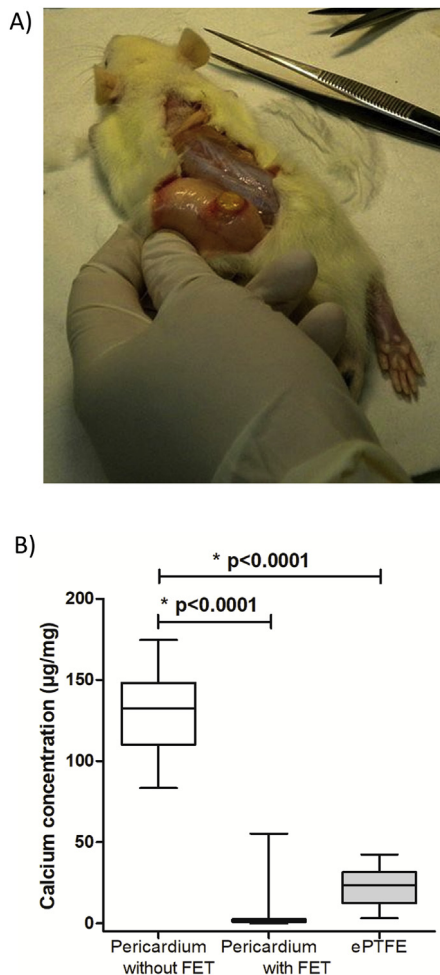 A)
B)
* p<0.0001
* p<0.0001
Calcium concentration (µg/mg)
200
150
100
50
0
Pericardium without FET
Pericardium with FET
ePTFE